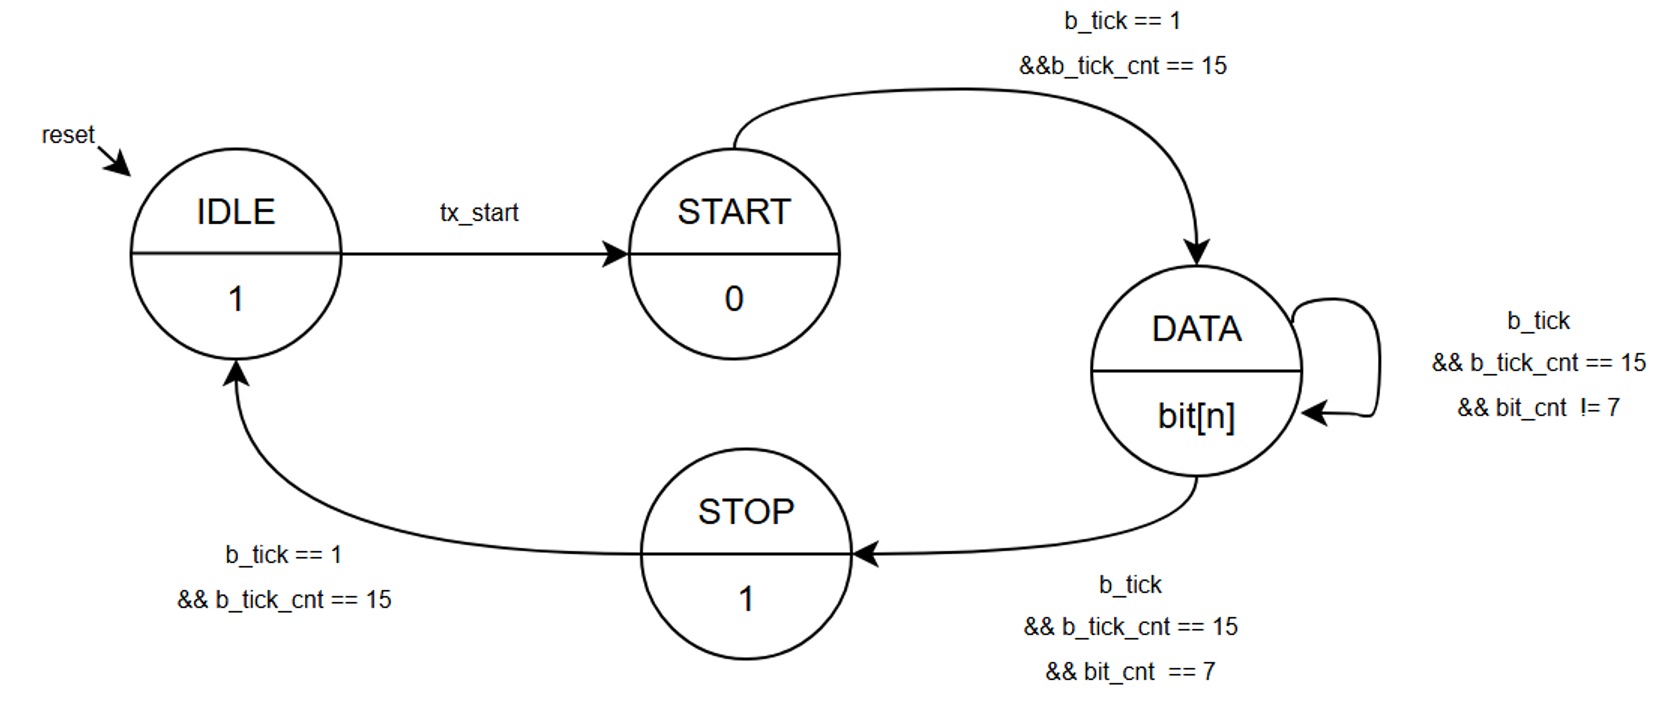 b_tick == 1
&&b_tick_cnt == 15
reset
IDLE
1
tx_start
START
0
DATA
bit[n]
b_tick
&& b_tick_cnt == 15
&& bit_cnt != 7
STOP
1
b_tick == 1
&& b_tick_cnt == 15
b_tick
&& b_tick_cnt == 15
&& bit_cnt == 7